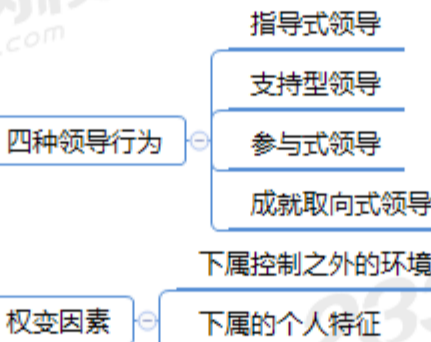 指导式领导
支持型领导
四种领导行为
参与式领导
成就取向式领导
下属控制之外的环境
权变因素
下属的个人特征
.com